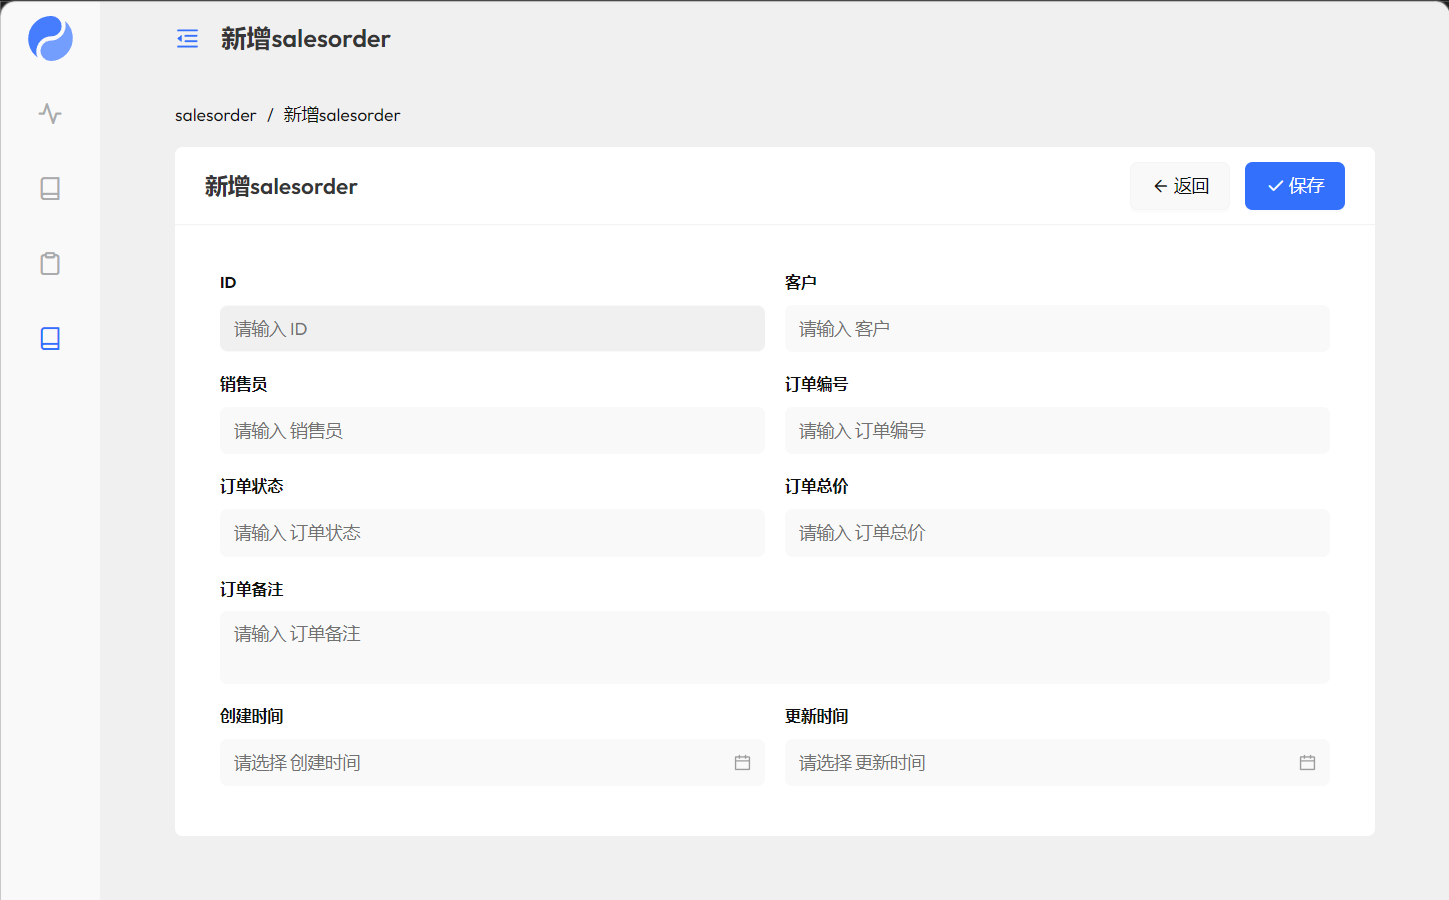 新增salesorder
salesorder / 新增salesorder
新增salesorder
返回
保存
ID
客户
请输入 ID
请输入 客户
销售员
订单编号
请输入 销售员
请输入 订单编号
订单状态
订单总价
请输入 订单状态
请输入 订单总价
订单备注
请输入 订单备注
创建时间
更新时间
请选择 创建时间
请选择 更新时间